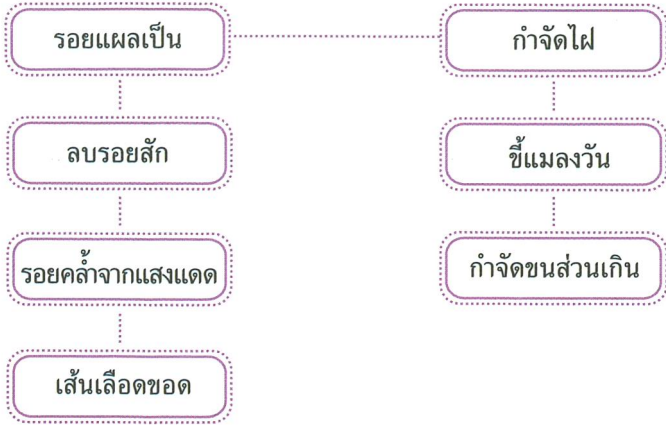 รอยแผลเป็น
ลบรอยสัก
รอยคล้ำจากแสงแดด
เส้นเลือดขอด
กำจัดไฝ
ขี้แมลงวัน
กำจัดขนส่วนเกิน